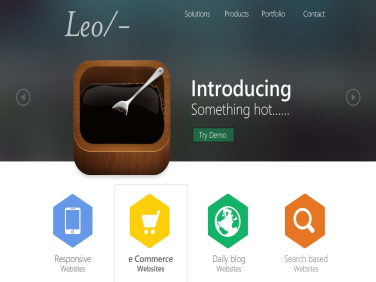 Leo/-
Solutions Products Portfolio Contact
Introducing
Something hot......
Try Demo
Responsive
Websites
e Commerce
Websites
Daily blog
Websites
Search based
Websites